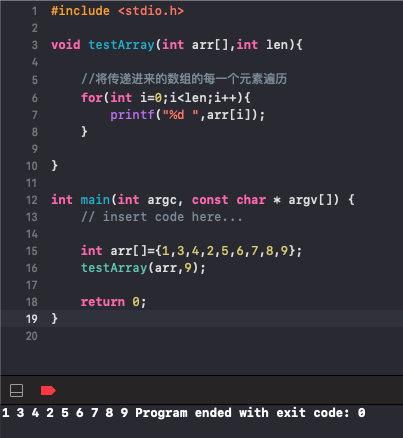 1 #include <stdio.h>
2
3 void testArray(int arr[],int len){
4
5     //将传递进来的数组的每一个元素遍历
6     for(int i=0;i<len;i++){
7         printf("%d ",arr[i]);
8     }
9
10 }
11
12 int main(int argc, const char * argv[]) {
13     // insert code here...
14
15     int arr[]={1,3,4,2,5,6,7,8,9};
16     testArray(arr,9);
17
18     return 0;
19 }
20
1 3 4 2 5 6 7 8 9 Program ended with exit code: 0